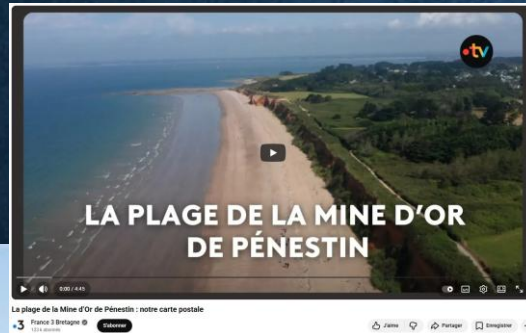 •tv
LA PLAGE DE LA MINE D'OR
DE PÉNESTIN
0:00 / 4:45
La plage de la Mine d'Or de Pénestin : notre carte postale
•3 France 3 Bretagne
S'abonner
J'aime
Partager
Enregistrer